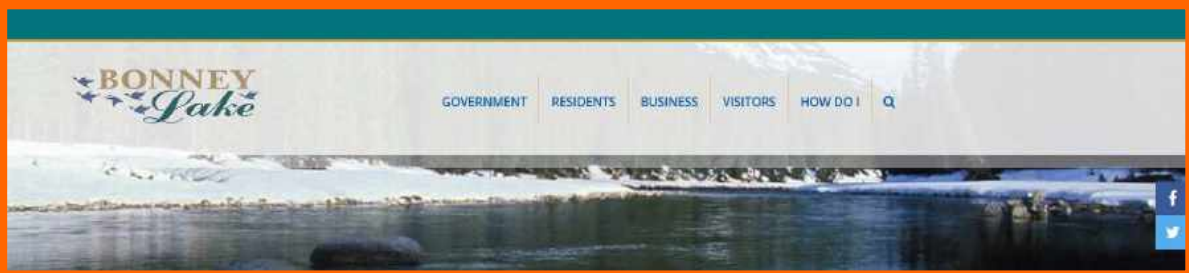 BONNEY
Lake
GOVERNMENT RESIDENTS BUSINESS VISITORS HOW DO I
f